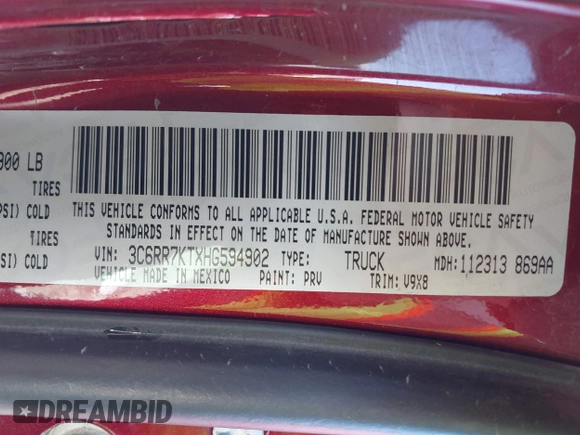 900 LB
TIRES
PSI) COLD
TIRES
SI) COLD
THIS VEHICLE CONFORMS TO ALL APPLICABLE U.S.A. FEDERAL MOTOR VEHICLE SAFETY
STANDARDS IN EFFECT ON THE DATE OF MANUFACTURE SHOWN ABOVE.
VIN: 3C6RR7KTXHG594902 TYPE: TRUCK MDH: 112313 869AA
VEHICLE MADE IN MEXICO PAINT: PRV TRIM: V9X8
DREAMBID